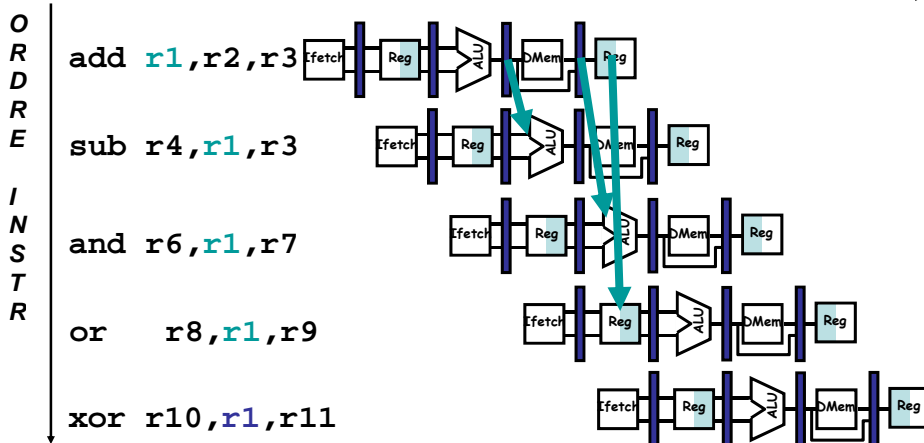 ORDRE INSTR
add r1,r2,r3 Ifetch Reg ALU DMem Reg
sub r4,r1,r3 Ifetch Reg ALU DMem Reg
and r6,r1,r7 Ifetch Reg ALU DMem Reg
or r8,r1,r9 Ifetch Reg ALU DMem Reg
xor r10,r1,r11 Ifetch Reg ALU DMem Reg